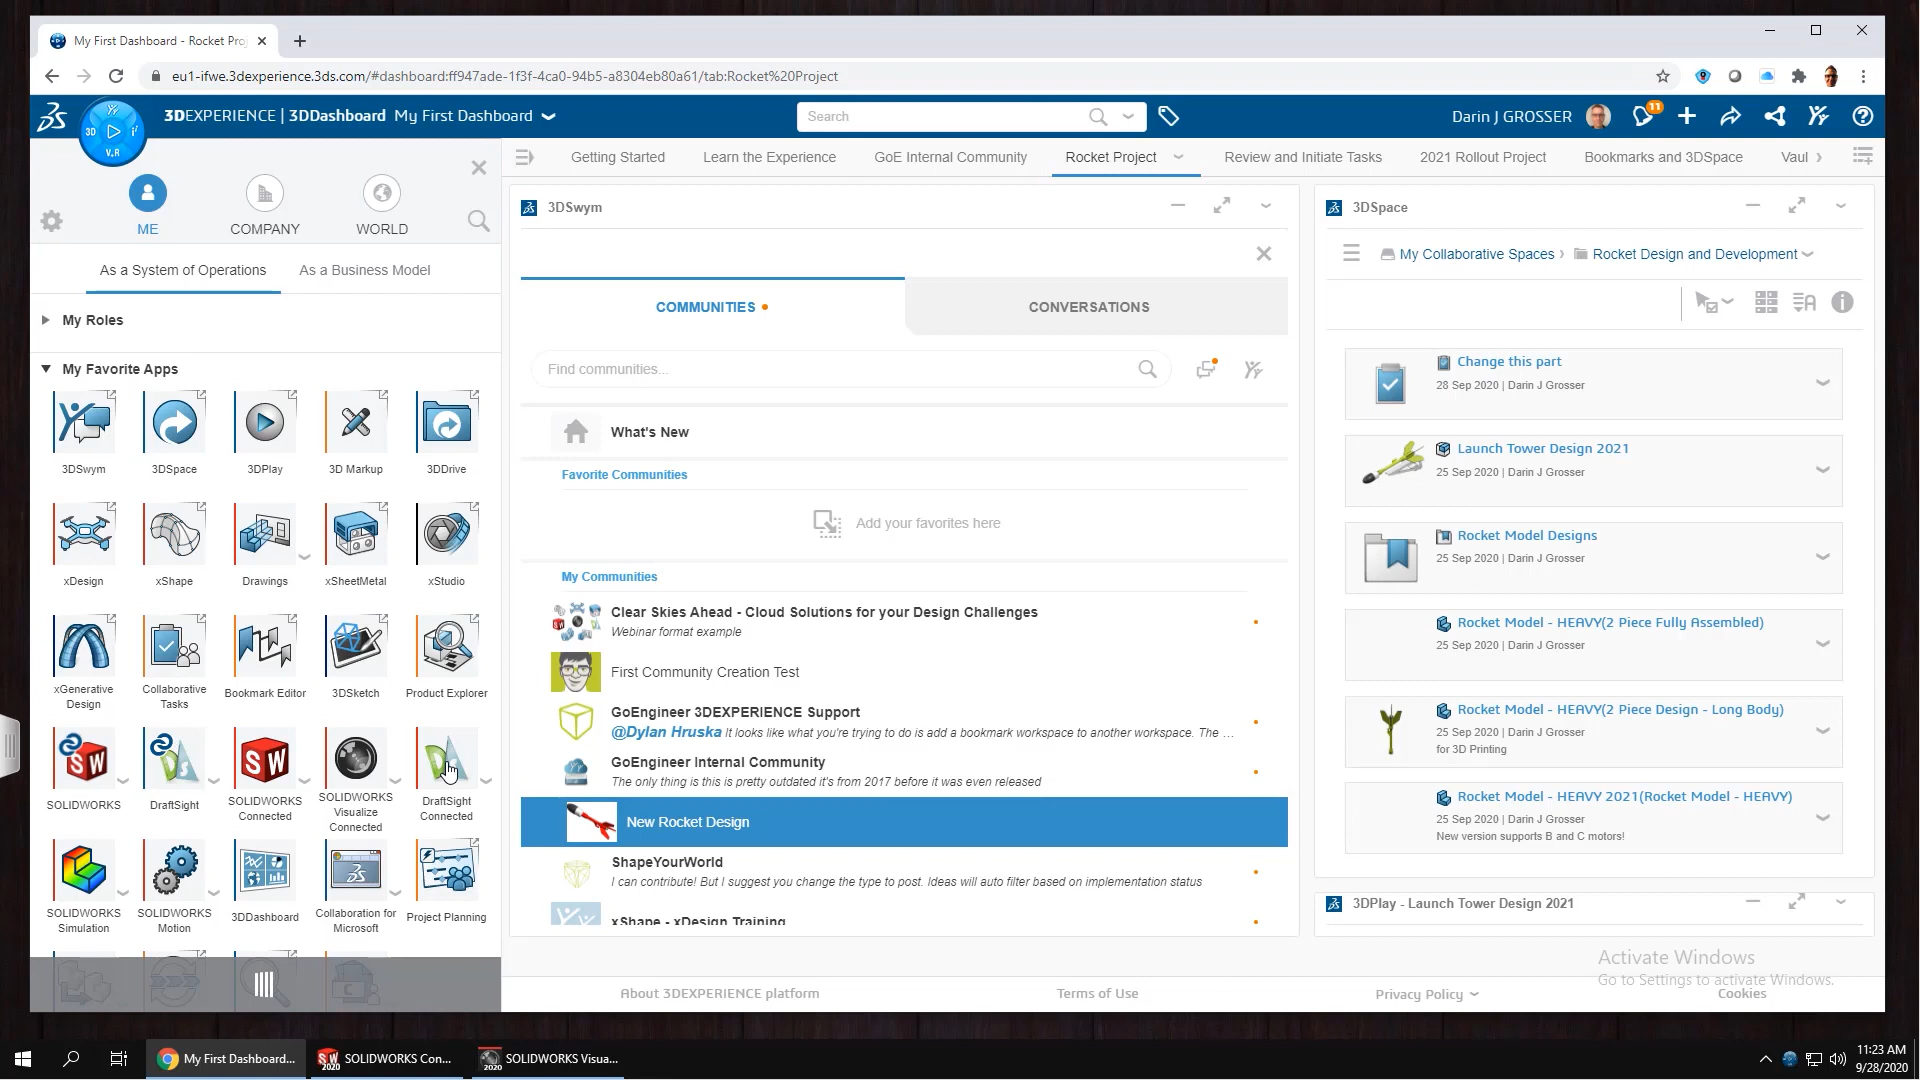 My First Dashboard - Rocket Pro
eu1-ifwe.3dexperience.3ds.com/#dashboard:ff947ade-1f3f-4ca0-94b5-a8304eb80a61/tab:Rocket%20Project
3D
V.R
3DEXPERIENCE | 3DDashboard My First Dashboard
Search
Darin J GROSSER
11
ME
COMPANY
WORLD
As a System of Operations
As a Business Model
My Roles
My Favorite Apps
3DSwym
3DSpace
3DPlay
3D Markup
3DDrive
xDesign
xShape
Drawings
xSheetMetal
xStudio
xGenerative Design
Collaborative Tasks
Bookmark Editor
3DSketch
Product Explorer
SOLIDWORKS
DraftSight
SOLIDWORKS Connected
SOLIDWORKS Visualize Connected
DraftSight Connected
SOLIDWORKS Simulation
SOLIDWORKS Motion
3DDashboard
Collaboration for Microsoft
Project Planning
Getting Started
Learn the Experience
GoE Internal Community
Rocket Project
Review and Initiate Tasks
2021 Rollout Project
Bookmarks and 3DSpace
Vaul
3DSwym
COMMUNITIES
CONVERSATIONS
Find communities...
What's New
Favorite Communities
Add your favorites here
My Communities
Clear Skies Ahead - Cloud Solutions for your Design Challenges
Webinar format example
First Community Creation Test
GoEngineer 3DEXPERIENCE Support
@Dylan Hruska It looks like what you're trying to do is add a bookmark workspace to another workspace. The ...
GoEngineer Internal Community
The only thing is this is pretty outdated it's from 2017 before it was even released
New Rocket Design
ShapeYourWorld
I can contribute! But I suggest you change the type to post. Ideas will auto filter based on implementation status
xShape - xDesign Training
3DSpace
My Collaborative Spaces
Rocket Design and Development
Change this part
28 Sep 2020 | Darin J Grosser
Launch Tower Design 2021
25 Sep 2020 | Darin J Grosser
Rocket Model Designs
25 Sep 2020 | Darin J Grosser
Rocket Model - HEAVY(2 Piece Fully Assembled)
25 Sep 2020 | Darin J Grosser
Rocket Model - HEAVY(2 Piece Design - Long Body)
25 Sep 2020 | Darin J Grosser
for 3D Printing
Rocket Model - HEAVY 2021(Rocket Model - HEAVY)
25 Sep 2020 | Darin J Grosser
New version supports B and C motors!
3DPlay - Launch Tower Design 2021
Activate Windows
Go to Settings to activate Windows.
About 3DEXPERIENCE platform
Terms of Use
Privacy Policy
Cookies
My First Dashboard...
SOLIDWORKS Con...
SOLIDWORKS Visua...
11:23 AM
9/28/2020